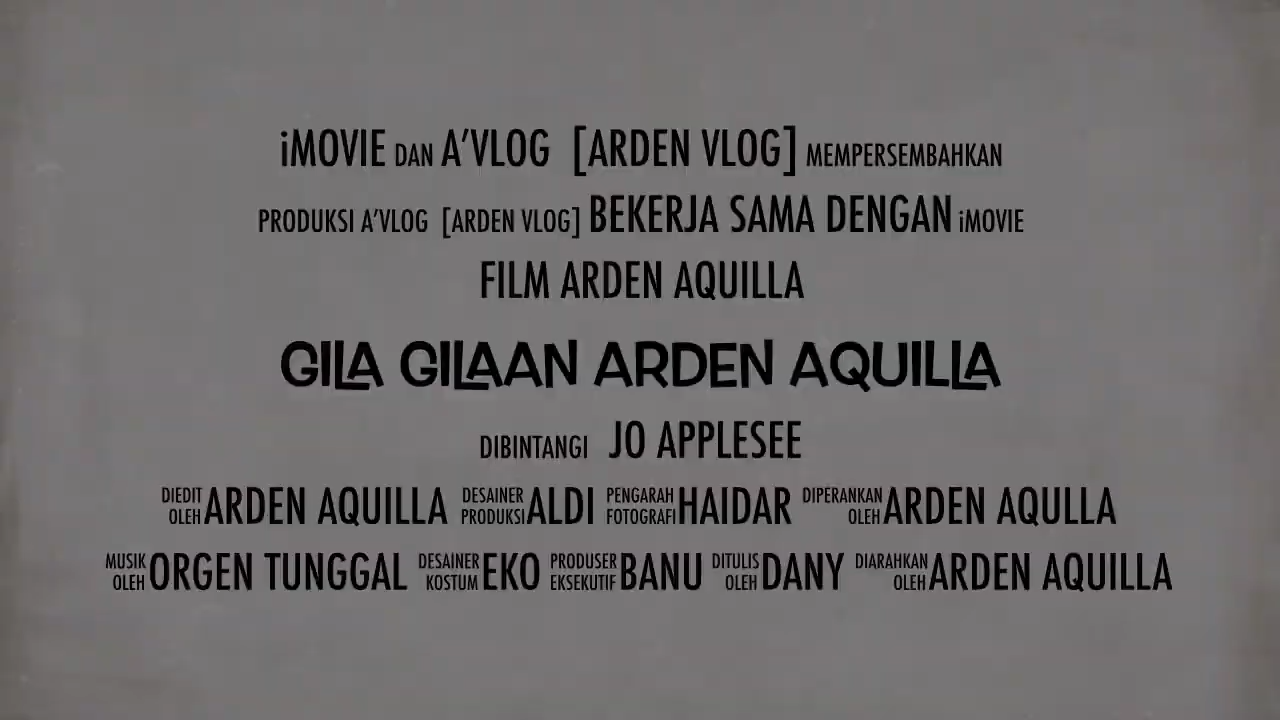 iMOVIE DAN A'VLOG [ARDEN VLOG] MEMPERSEMBAHKAN
PRODUKSI A'VLOG [ARDEN VLOG] BEKERJA SAMA DENGAN iMOVIE
FILM ARDEN AQUILLA
GILA GILAAN ARDEN AQUILLA
DIBINTANGI JO APPLESEE
DIEDIT OLEH ARDEN AQUILLA DESAINER PRODUKSI ALDI PENGARAH FOTOGRAFI HAIDAR DIPERANKAN OLEH ARDEN AQULLA
MUSIK OLEH ORGEN TUNGGAL DESAINER KOSTUM EKO PRODUSER EKSEKUTIF BANU DITULIS OLEH DANY DIARAHKAN OLEH ARDEN AQUILLA